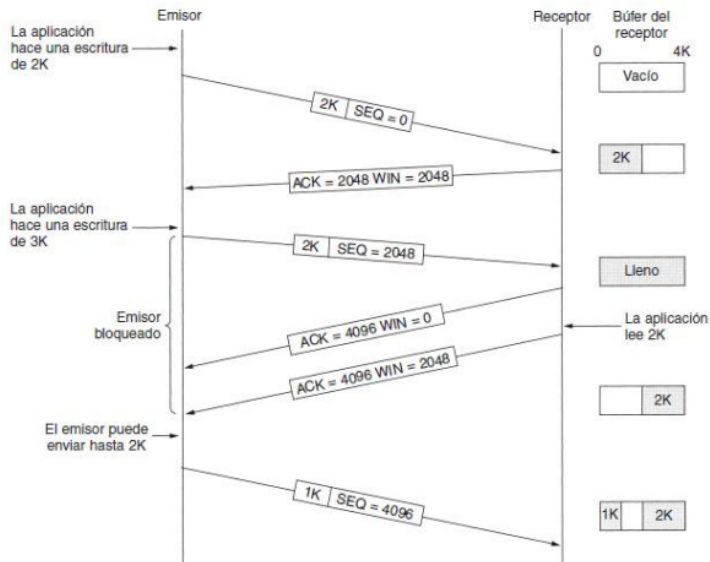 Emisor
Receptor
Búfer del
receptor
0 4K
La aplicación
hace una escritura
de 2K
Vacío
2K SEQ = 0
2K
ACK = 2048 WIN = 2048
La aplicación
hace una escritura
de 3K
2K SEQ = 2048
Lleno
Emisor
bloqueado
ACK = 4096 WIN = 0
La aplicación
lee 2K
ACK = 4096 WIN = 2048
2K
El emisor puede
enviar hasta 2K
1K SEQ = 4096
1K 2K